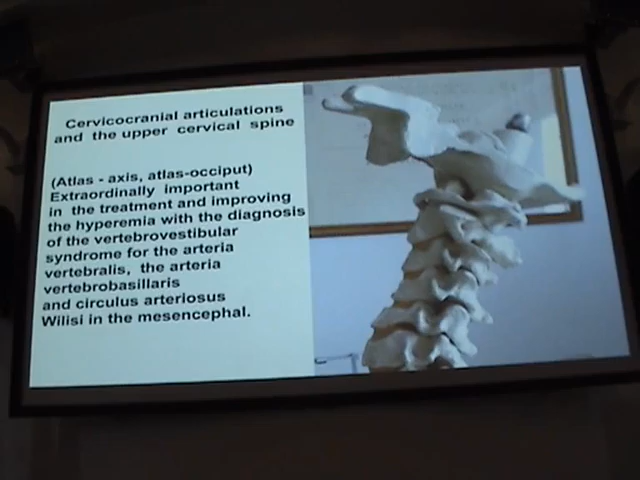 Cervicocranial articulations
and the upper cervical spine
(Atlas - axis, atlas-occiput)
Extraordinally important
in the treatment and improving
the hyperemia with the diagnosis
of the vertebrovestibular
syndrome for the arteria
vertebralis, the arteria
vertebrobasillaris
and circulus arteriosus
Wilisi in the mesencephal.